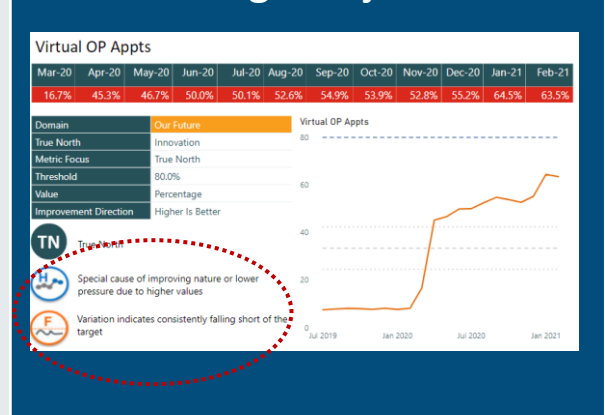 Virtual OP Appts
Mar-20 Apr-20 May-20 Jun-20 Jul-20 Aug-20 Sep-20 Oct-20 Nov-20 Dec-20 Jan-21 Feb-21
16.7% 45.3% 46.7% 50.0% 50.1% 52.6% 54.9% 53.9% 52.8% 55.2% 64.5% 63.5%
Domain Our Future
True North Innovation
Metric Focus True North
Threshold 80.0%
Value Percentage
Improvement Direction Higher Is Better
TN True North
H Special cause of improving nature or lower
pressure due to higher values
F Variation indicates consistently falling short of the
target
Virtual OP Appts
80
60
40
20
0
Jul 2019 Jan 2020 Jul 2020 Jan 2021